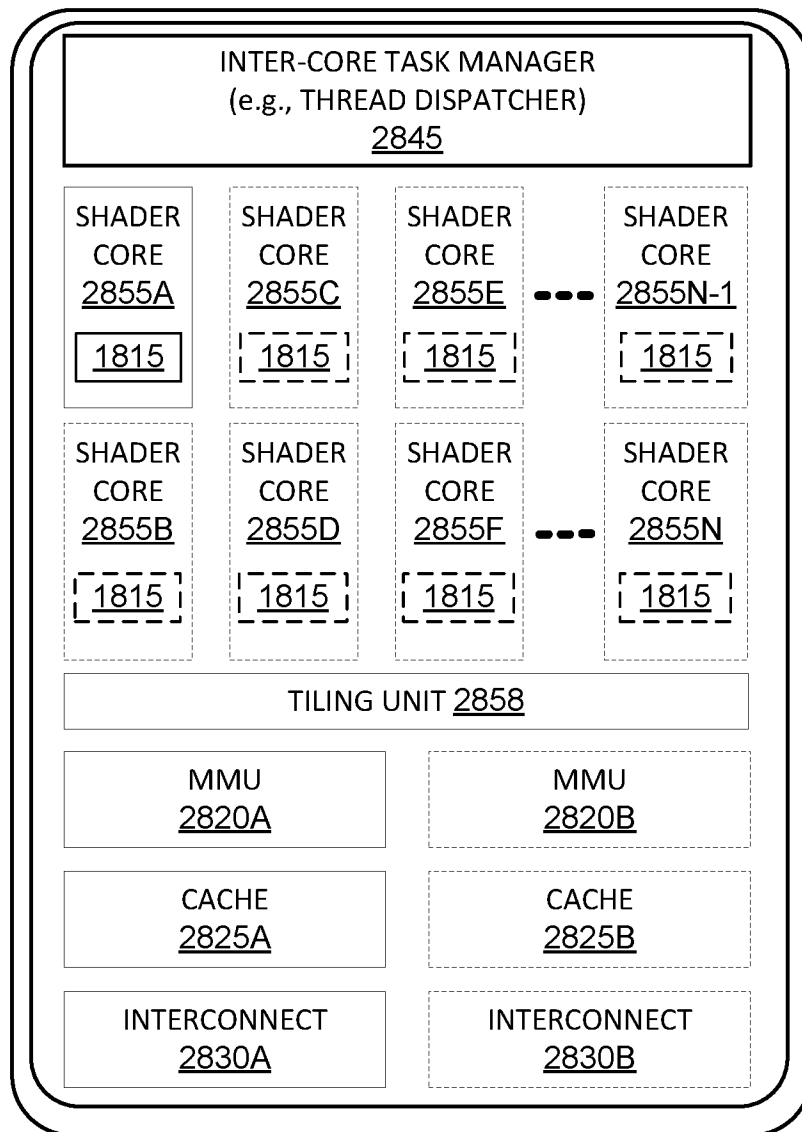 INTER-CORE TASK MANAGER
(e.g., THREAD DISPATCHER)
2845
SHADER
CORE
2855A
1815
SHADER
CORE
2855C
1815
SHADER
CORE
2855E
1815
SHADER
CORE
2855N-1
1815
SHADER
CORE
2855B
1815
SHADER
CORE
2855D
1815
SHADER
CORE
2855F
1815
SHADER
CORE
2855N
1815
TILING UNIT 2858
MMU
2820A
MMU
2820B
CACHE
2825A
CACHE
2825B
INTERCONNECT
2830A
INTERCONNECT
2830B